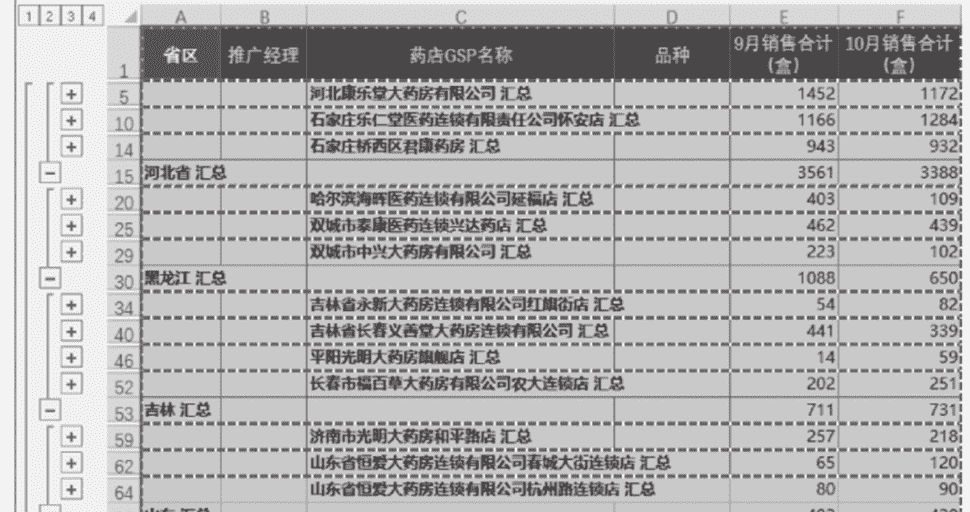 1 2 3 4 A B C D E F
1 省区 推广经理 药店GSP名称 品种 9月销售合计(盒) 10月销售合计(盒)
5 河北康乐堂大药房有限公司 汇总 1452 1172
10 石家庄乐仁堂医药连锁有限责任公司怀安店 汇总 1166 1284
14 石家庄桥西区君康药房 汇总 943 932
15 河北省 汇总 3561 3388
20 哈尔滨海晖医药连锁有限公司延福店 汇总 403 109
25 双城市泰康医药连锁兴达药店 汇总 462 439
29 双城市中兴大药房有限公司 汇总 223 102
30 黑龙江 汇总 1088 650
34 吉林省永新大药房连锁有限公司红旗街店 汇总 54 82
40 吉林省长春义善堂大药房连锁有限公司 汇总 441 339
46 平阳光明大药房旗舰店 汇总 14 59
52 长春市福百草大药房有限公司农大连锁店 汇总 202 251
53 吉林 汇总 711 731
59 济南市光明大药房和平路店 汇总 257 218
62 山东省恒爱大药房连锁有限公司春城大街连锁店 汇总 65 120
64 山东省恒爱大药房连锁有限公司杭州路连锁店 汇总 80 90